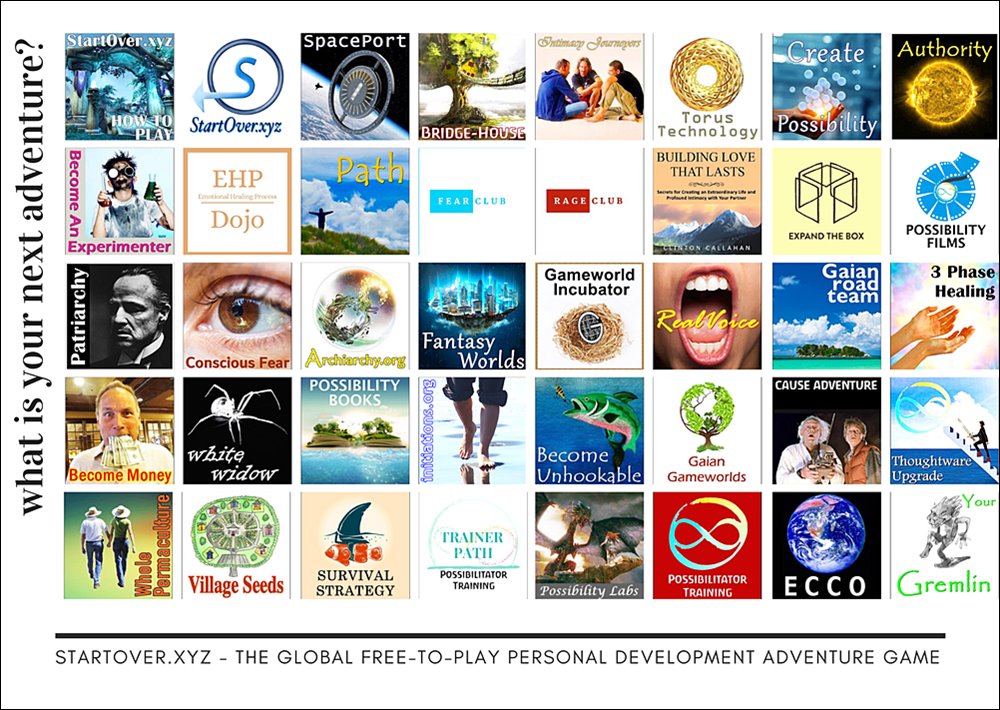 what is your next adventure?
StartOver.xyz
HOW TO
PLAY
S
StartOver.xyz
SpacePort
BRIDGE-HOUSE
Intimacy Journeyers
Torus
Technology
Create
Possibility
Authority
Become An
Experimenter
EHP
Emotional Healing Process
Dojo
Path
FEAR CLUB
RAGE CLUB
BUILDING LOVE
THAT LASTS
Secrets for Creating an Extraordinary Life and
Profound Intimacy with Your Partner
CLINTON CALLAHAN
EXPAND THE BOX
POSSIBILITY
FILMS
Patriarchy
Conscious Fear
Archiarchy.org
Fantasy
Worlds
Gameworld
Incubator
G
RealVoice
Gaian
road
team
3 Phase
Healing
Become Money
white
widow
POSSIBILITY
BOOKS
initiations.org
Become
Unhookable
Gaian
Gameworlds
CAUSE ADVENTURE
Thoughtware
Upgrade
Whole
Permaculture
Village Seeds
SURVIVAL
STRATEGY
TRAINER
PATH
POSSIBILITATOR
TRAINING
Possibility Labs
POSSIBILITATOR
TRAINING
ECCO
Your
Gremlin
STARTOVER.XYZ - THE GLOBAL FREE-TO-PLAY PERSONAL DEVELOPMENT ADVENTURE GAME